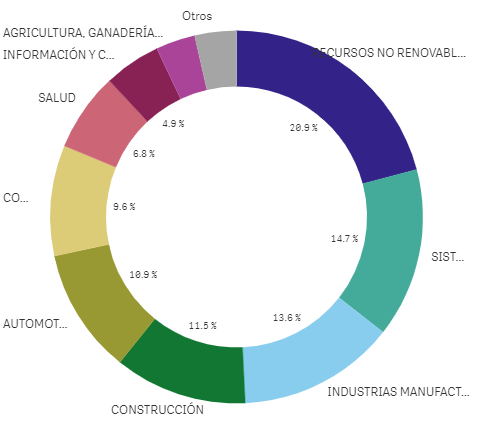 Otros
AGRICULTURA, GANADERÍA...
INFORMACIÓN Y C...
RECURSOS NO RENOVABL...
SALUD
4.9 %
20.9 %
6.8 %
CO...
9.6 %
14.7 %
SIST...
10.9 %
13.6 %
AUTOMOT...
11.5 %
INDUSTRIAS MANUFACT...
CONSTRUCCIÓN